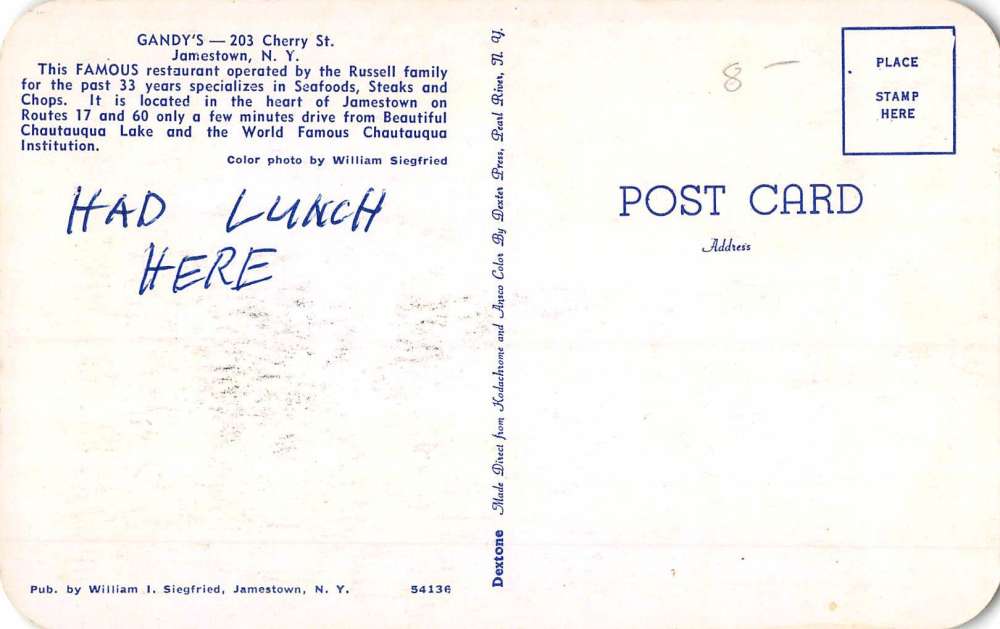 GANDY'S — 203 Cherry St.
Jamestown, N. Y.
This FAMOUS restaurant operated by the Russell family
for the past 33 years specializes in Seafoods, Steaks and
Chops. It is located in the heart of Jamestown on
Routes 17 and 60 only a few minutes drive from Beautiful
Chautauqua Lake and the World Famous Chautauqua
Institution.
Color photo by William Siegfried
HAD LUNCH
HERE
Pub. by William I. Siegfried, Jamestown, N. Y. 54136
Dextone Made Direct from Kodachrome and Ansco Color By Dexter Press, Pearl River, N. Y.
8 —
PLACE
STAMP
HERE
POST CARD
Address